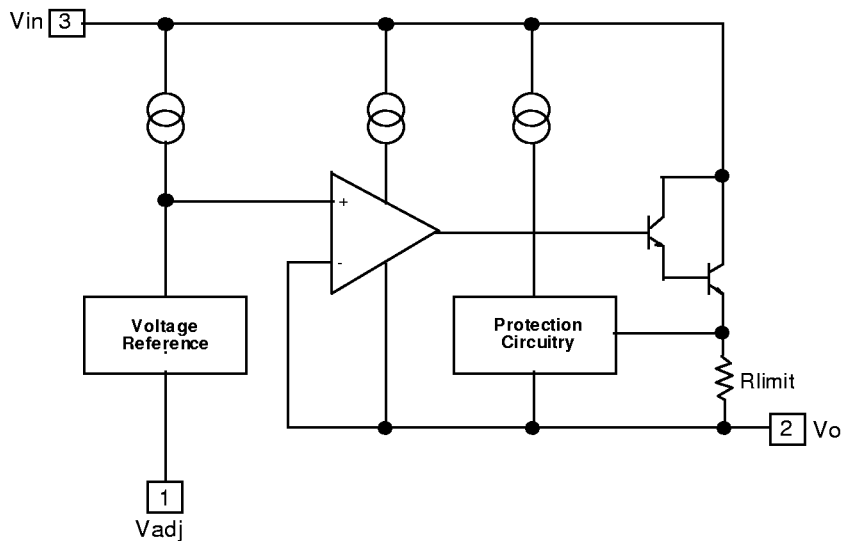 Vin 3
+
-
Voltage
Reference
Protection
Circuitry
Rlimit
2 Vo
1
Vadj